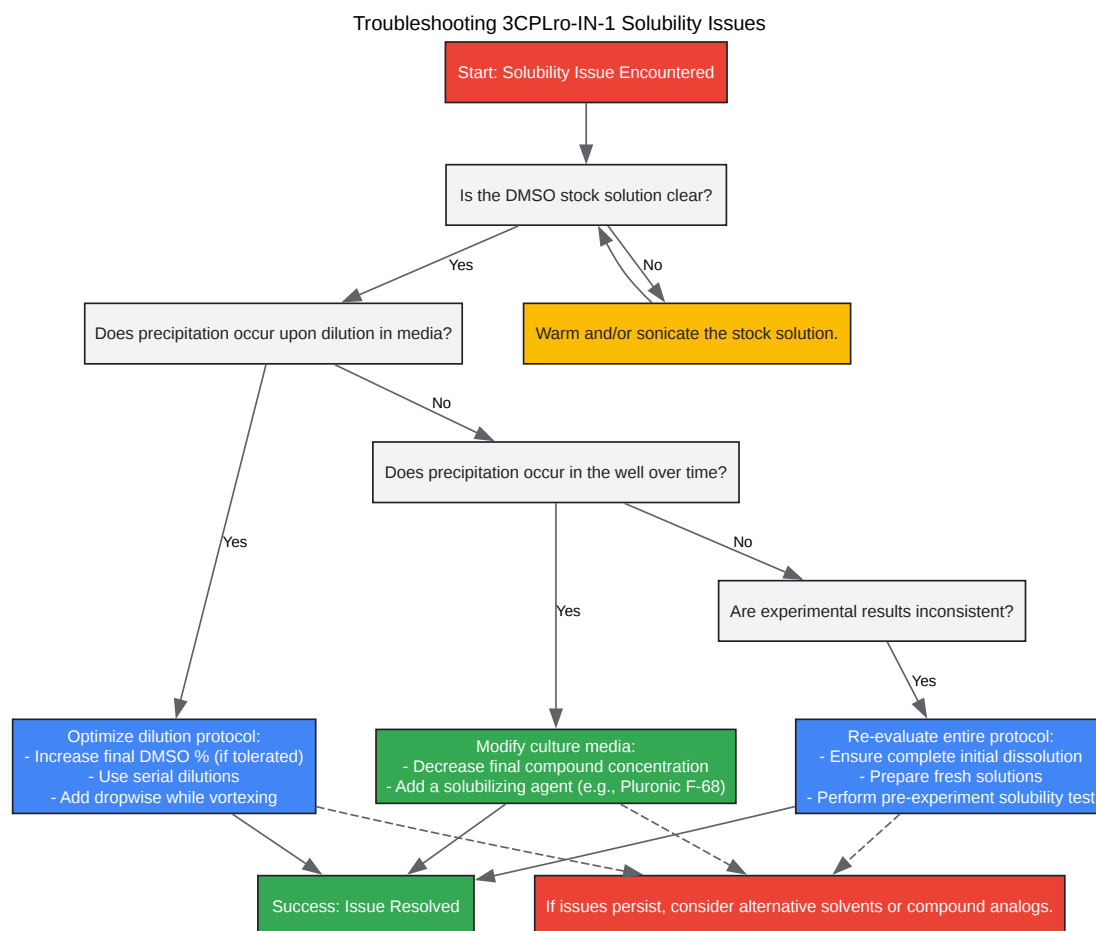 Troubleshooting 3CPLro-IN-1 Solubility Issues
Start: Solubility Issue Encountered
Is the DMSO stock solution clear?
Yes
No
Does precipitation occur upon dilution in media?
Warm and/or sonicate the stock solution.
No
Does precipitation occur in the well over time?
Yes
No
Yes
Are experimental results inconsistent?
Yes
Optimize dilution protocol:
- Increase final DMSO % (if tolerated)
- Use serial dilutions
- Add dropwise while vortexing
Modify culture media:
- Decrease final compound concentration
- Add a solubilizing agent (e.g., Pluronic F-68)
Re-evaluate entire protocol:
- Ensure complete initial dissolution
- Prepare fresh solutions
- Perform pre-experiment solubility test
Success: Issue Resolved
If issues persist, consider alternative solvents or compound analogs.